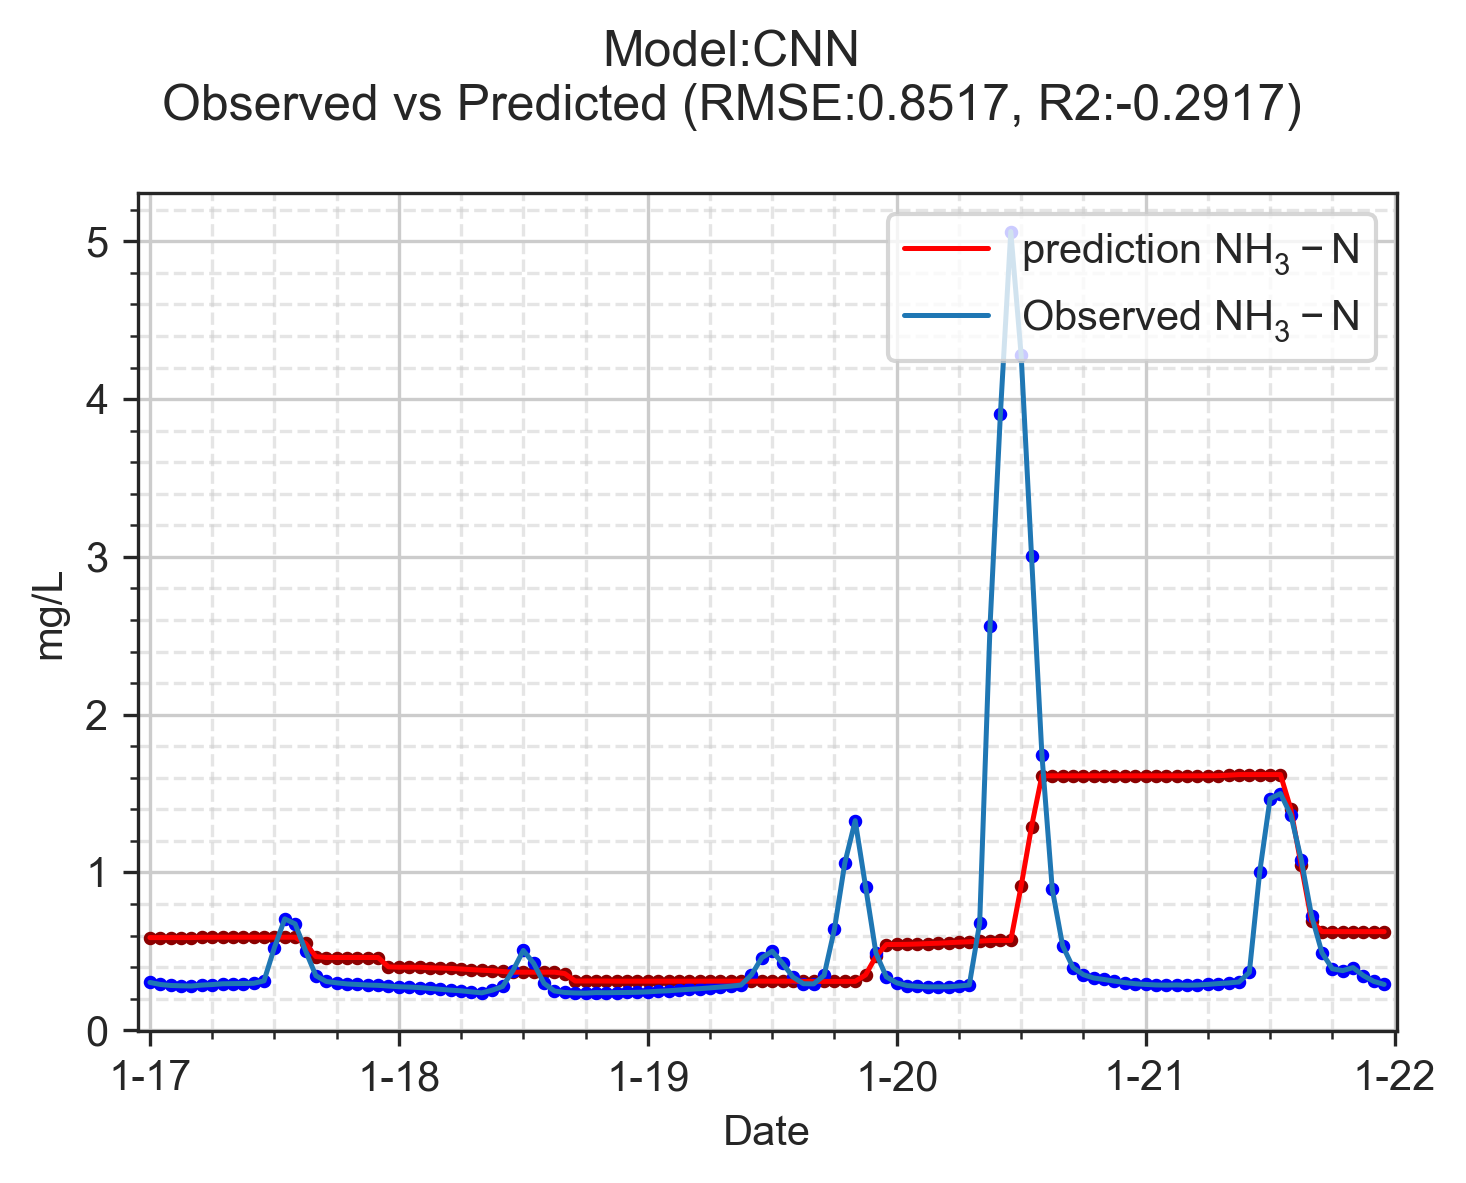 Model:CNN
Observed vs Predicted (RMSE:0.8517, R2:-0.2917)
prediction NH₃ − N
Observed NH₃ − N
5
4
3
2
1
0
mg/L
1-17 1-18 1-19 1-20 1-21 1-22
Date